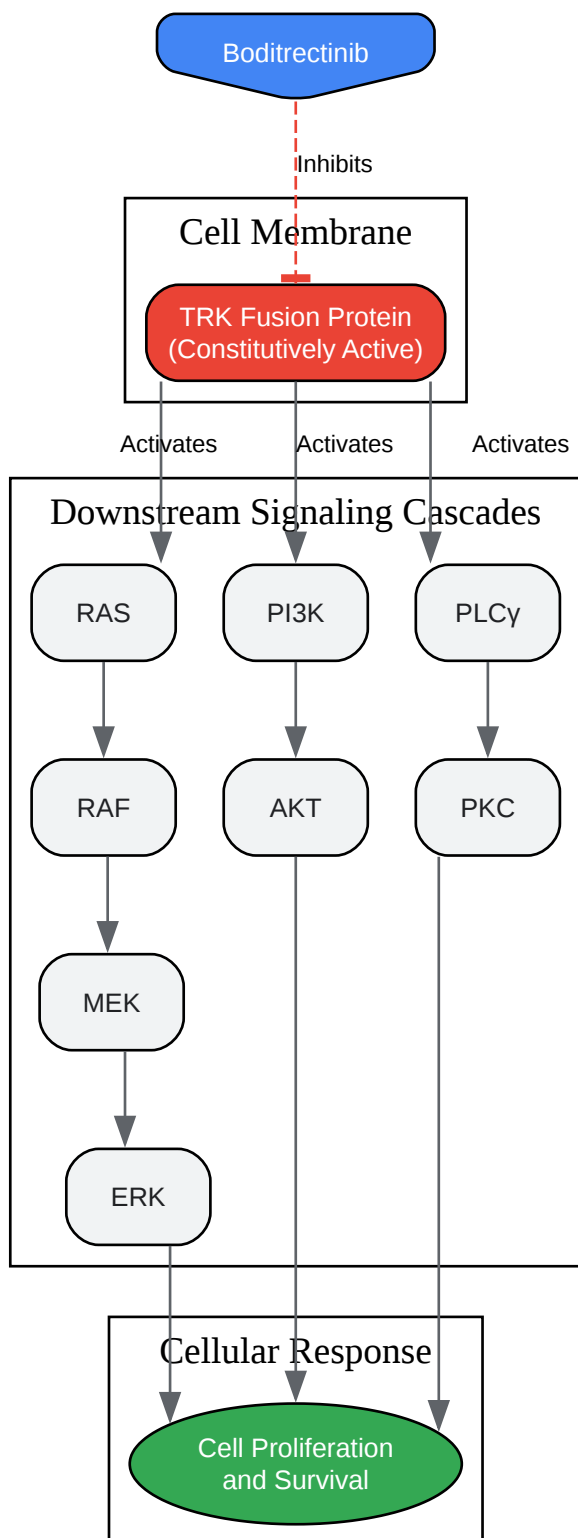 Boditrectinib
Inhibits
Cell Membrane
TRK Fusion Protein
(Constitutively Active)
Activates
Activates
Activates
Downstream Signaling Cascades
RAS
PI3K
PLCγ
RAF
AKT
PKC
MEK
ERK
Cellular Response
Cell Proliferation
and Survival